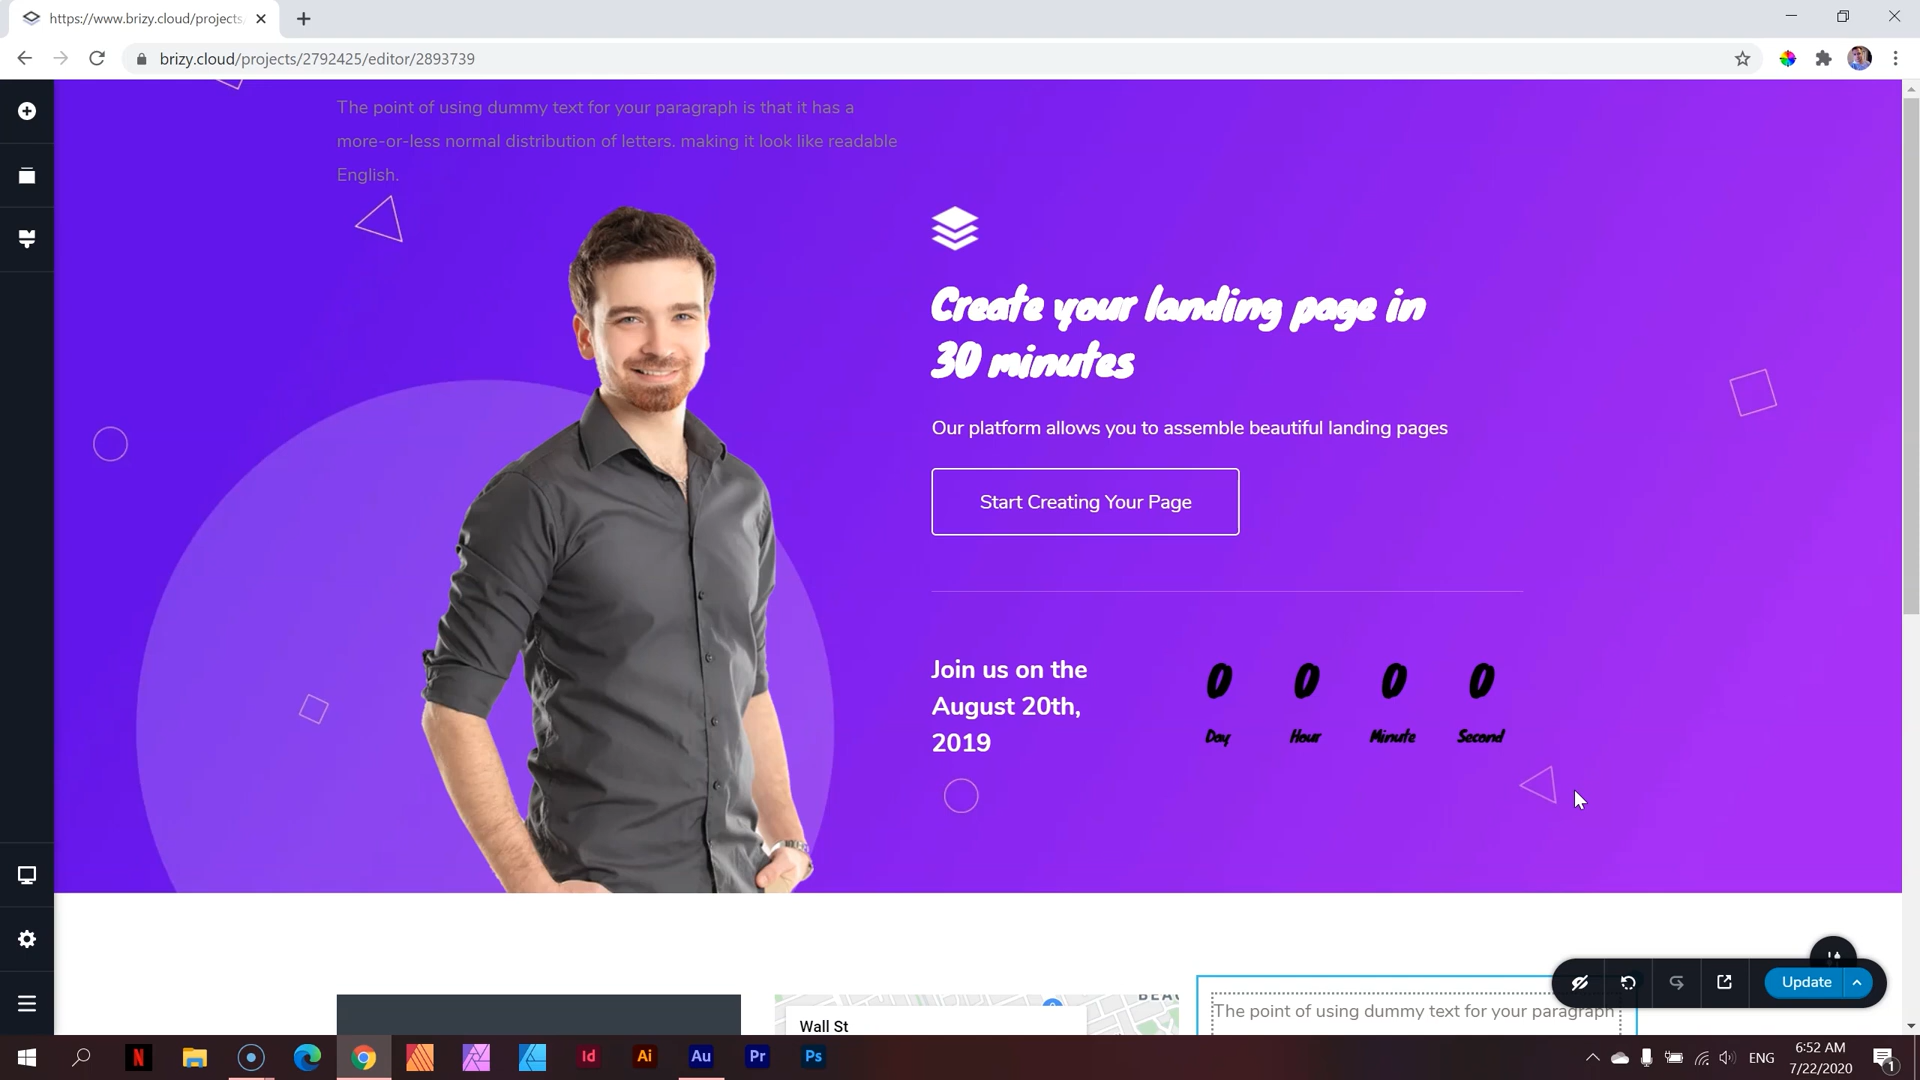 https://www.brizy.cloud/projects
brizy.cloud/projects/2792425/editor/2893739
The point of using dummy text for your paragraph is that it has a
more-or-less normal distribution of letters. making it look like readable
English.
Create your landing page in
30 minutes
Our platform allows you to assemble beautiful landing pages
Start Creating Your Page
Join us on the
August 20th,
2019
0 0 0 0
Day Hour Minute Second
Wall St
The point of using dummy text for your paragraph
Update
N
Id
Ai
Au
Pr
Ps
ENG
6:52 AM
7/22/2020
1